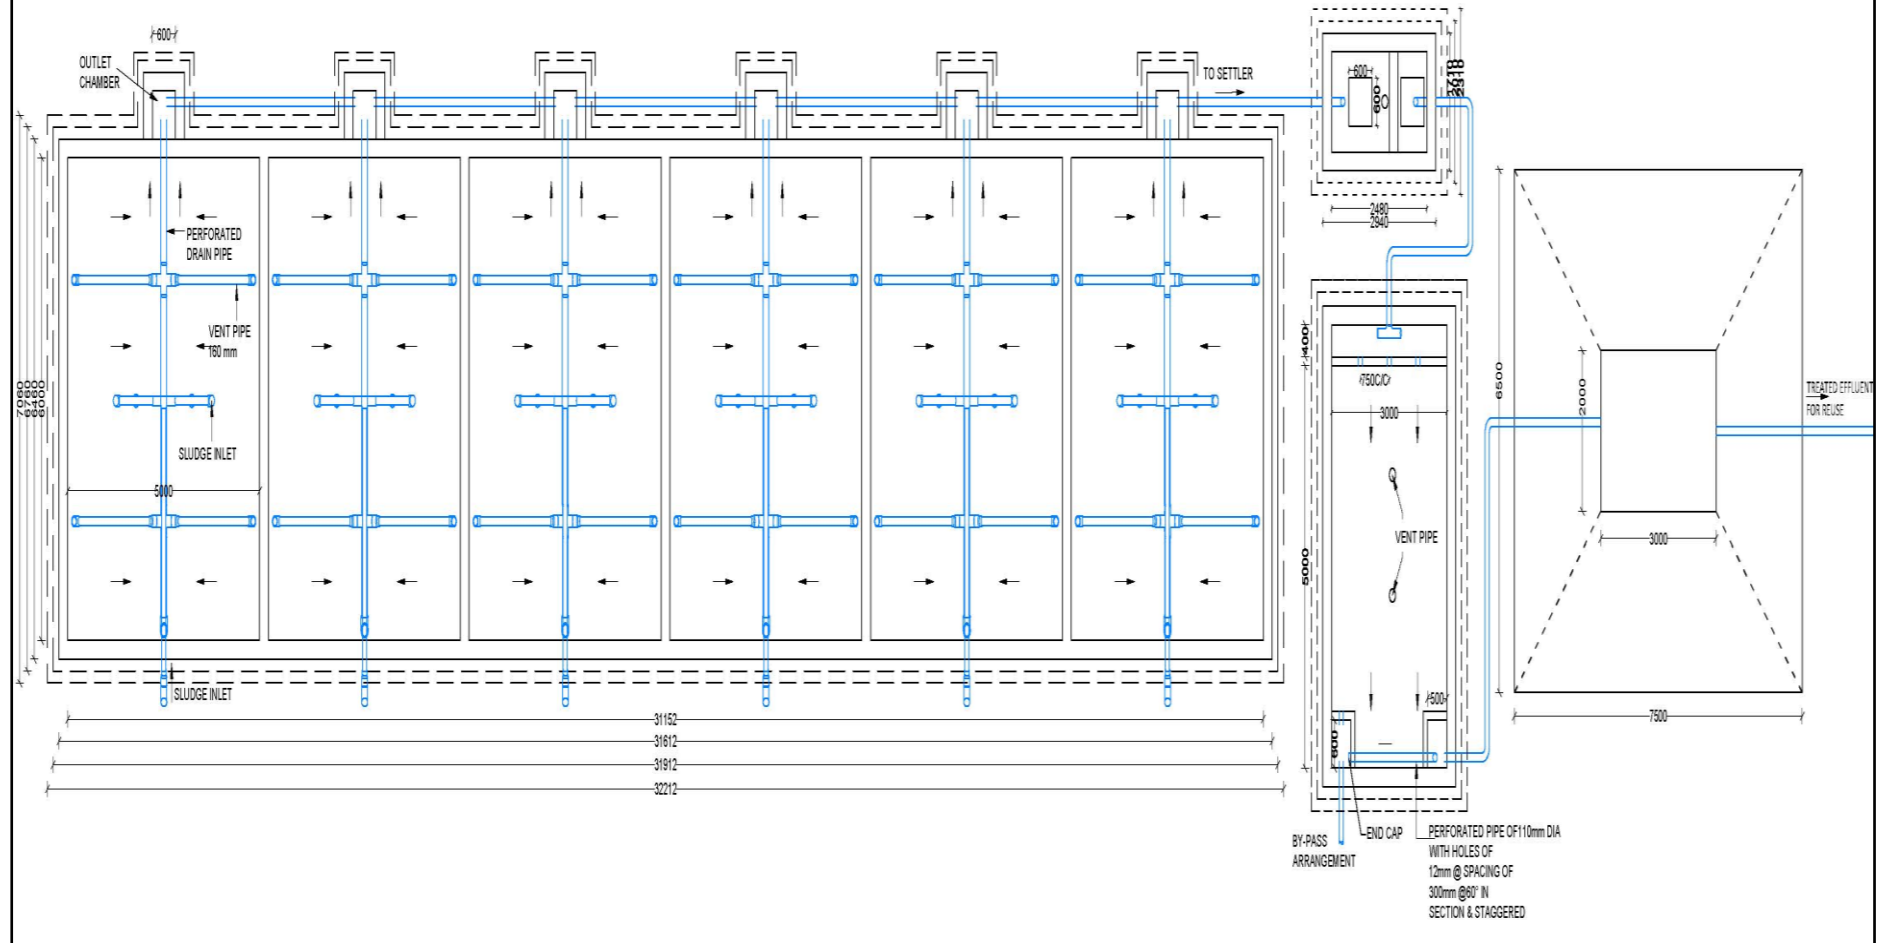 600
OUTLET
CHAMBER
TO SETTLER
600
600
2480
2940
PERFORATED
DRAIN PIPE
VENT PIPE
160 mm
SLUDGE INLET
5000
7060
6760
6460
6000
SLUDGE INLET
31152
31612
31912
32212
400
750C/C
3000
VENT PIPE
5000
500
600
BY-PASS
ARRANGEMENT
END CAP
PERFORATED PIPE OF110mm DIA
WITH HOLES OF
12mm @ SPACING OF
300mm @60° IN
SECTION & STAGGERED
6500
2000
3000
7500
TREATED EFFLUENT
FOR REUSE